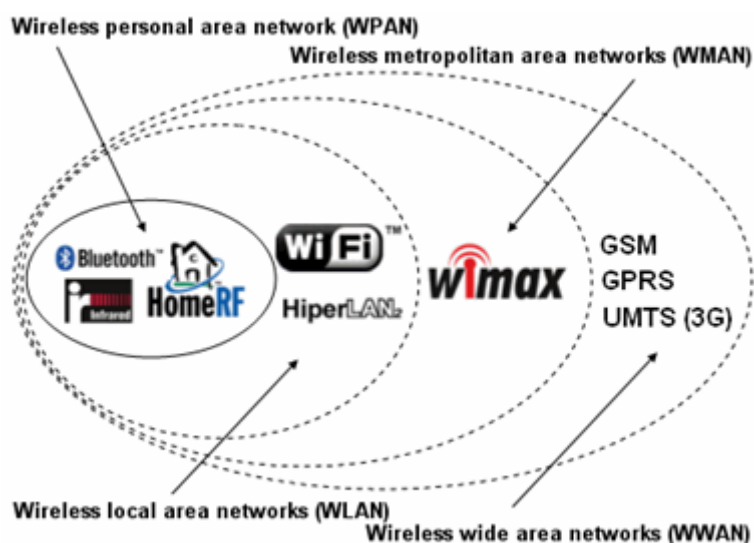 Wireless personal area network (WPAN)
Wireless metropolitan area networks (WMAN)
Bluetooth™
Infrared
HomeRF
WiFi™
HiperLAN2
wimax
GSM
GPRS
UMTS (3G)
Wireless local area networks (WLAN)
Wireless wide area networks (WWAN)